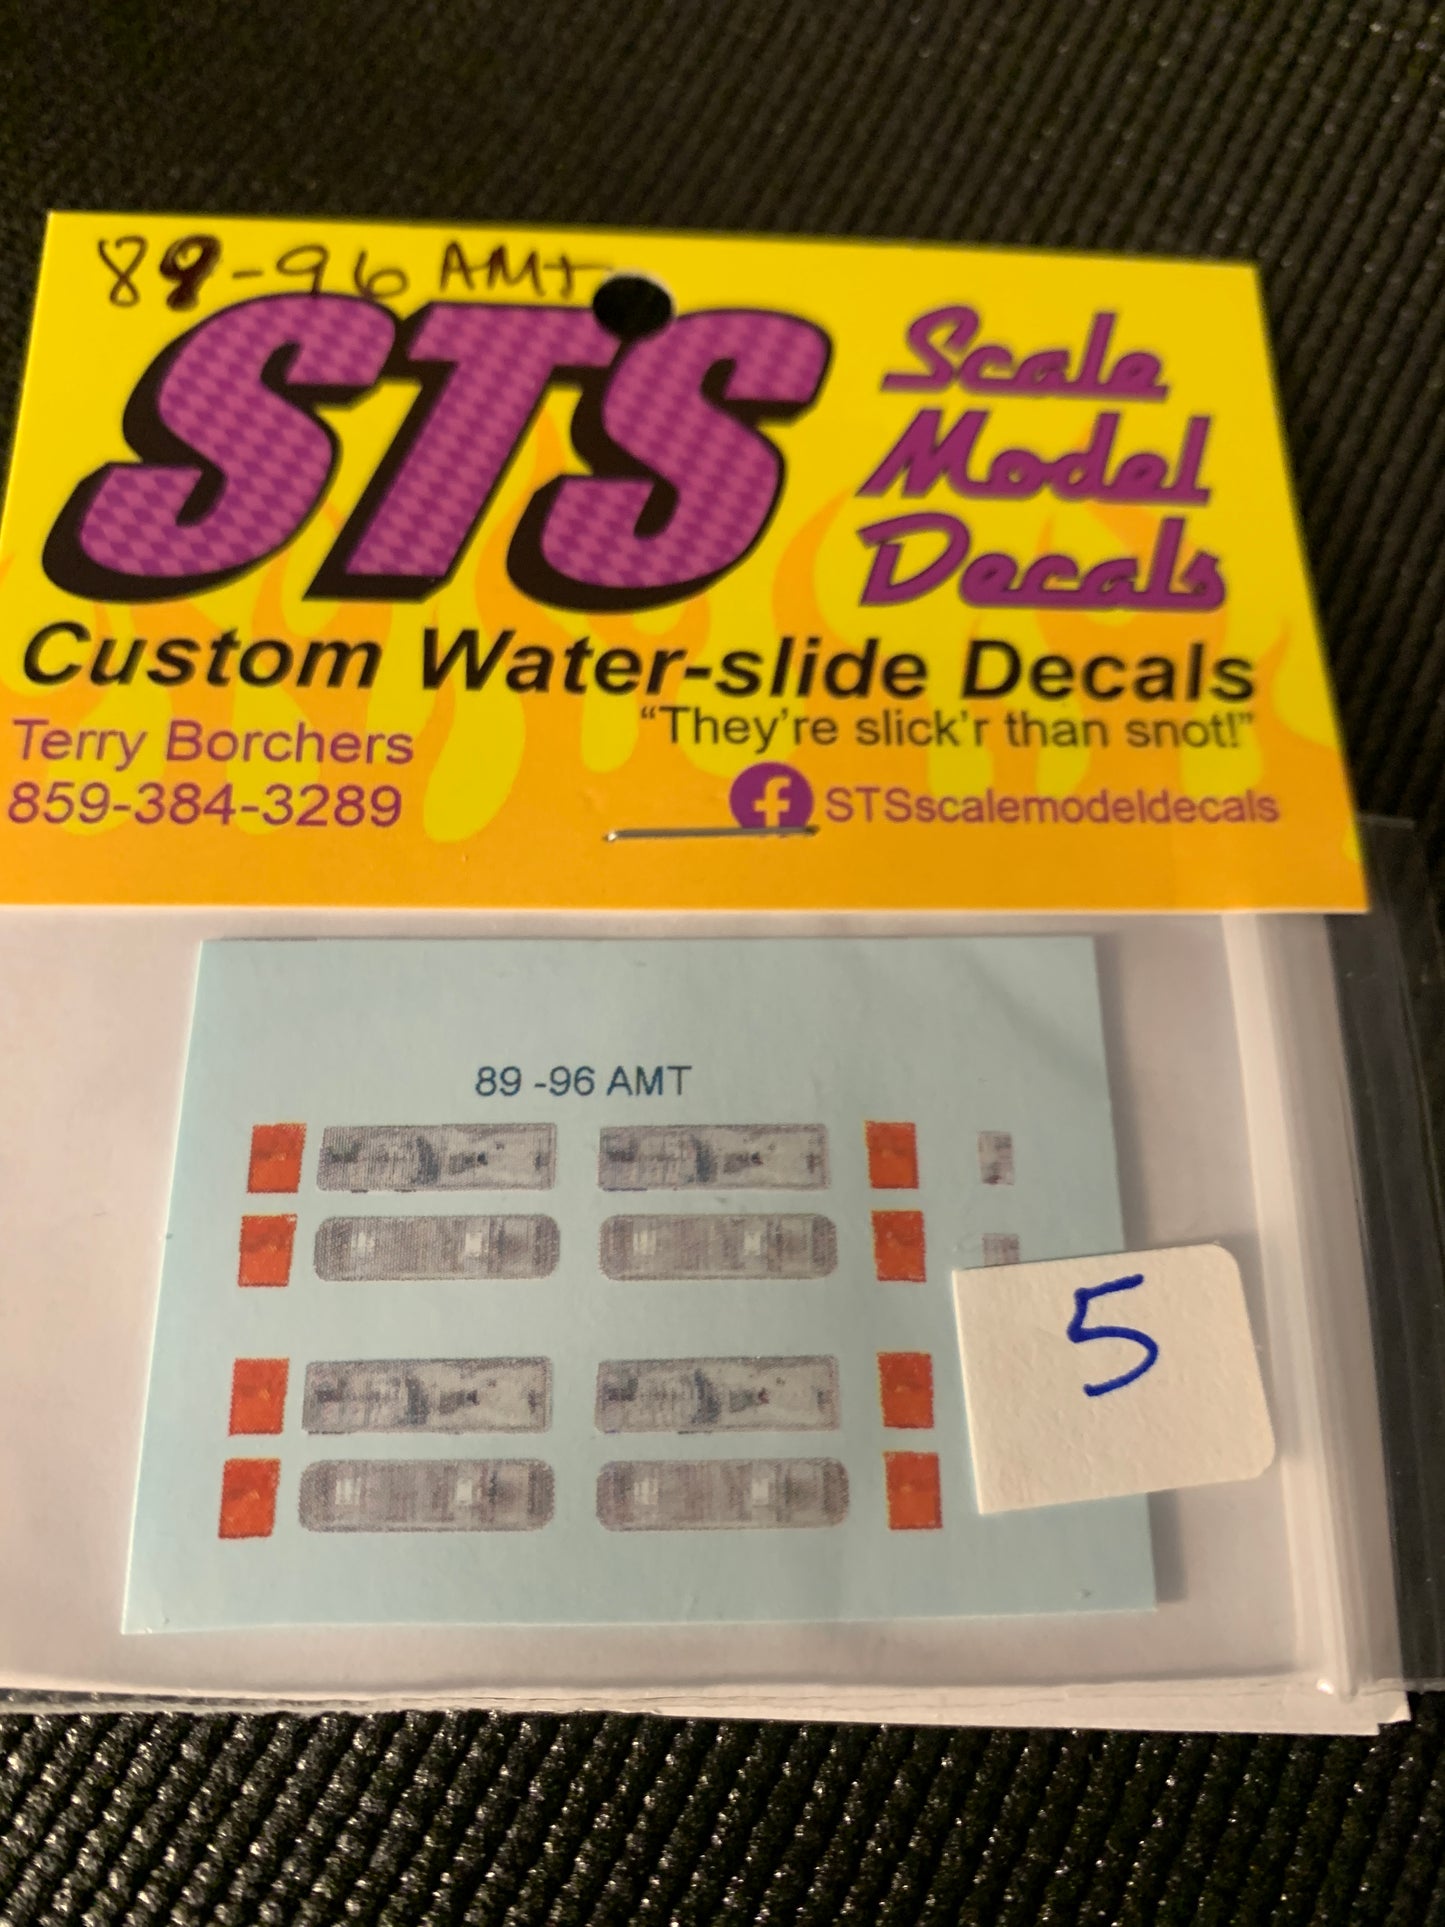 89-96 AMT
STS
Scale
Model
Decals
Custom Water-slide Decals
"They're slick'r than snot!"
Terry Borchers
859-384-3289
STSscalemodeldecals
89 -96 AMT
5